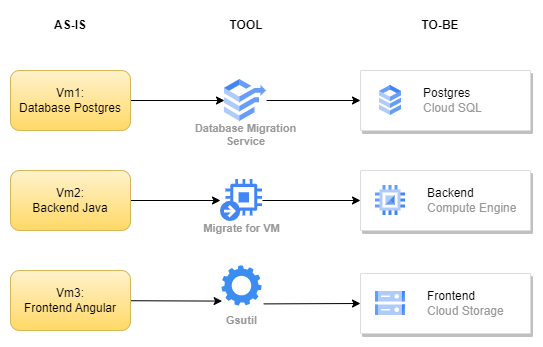 AS-IS
TOOL
TO-BE
Vm1:
Database Postgres
Database Migration
Service
Postgres
Cloud SQL
Vm2:
Backend Java
Migrate for VM
Backend
Compute Engine
Vm3:
Frontend Angular
Gsutil
Frontend
Cloud Storage